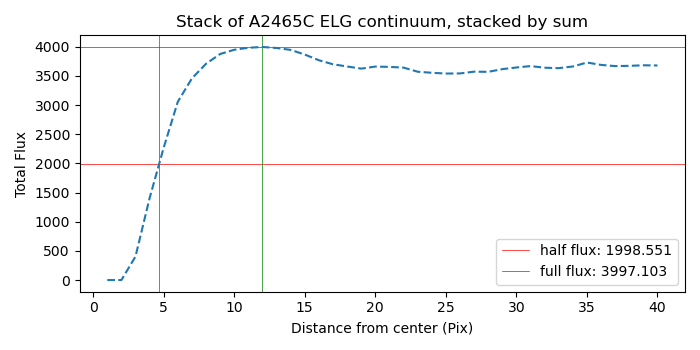 Stack of A2465C ELG continuum, stacked by sum
Total Flux
4000
3500
3000
2500
2000
1500
1000
500
0
half flux: 1998.551
full flux: 3997.103
0 5 10 15 20 25 30 35 40
Distance from center (Pix)